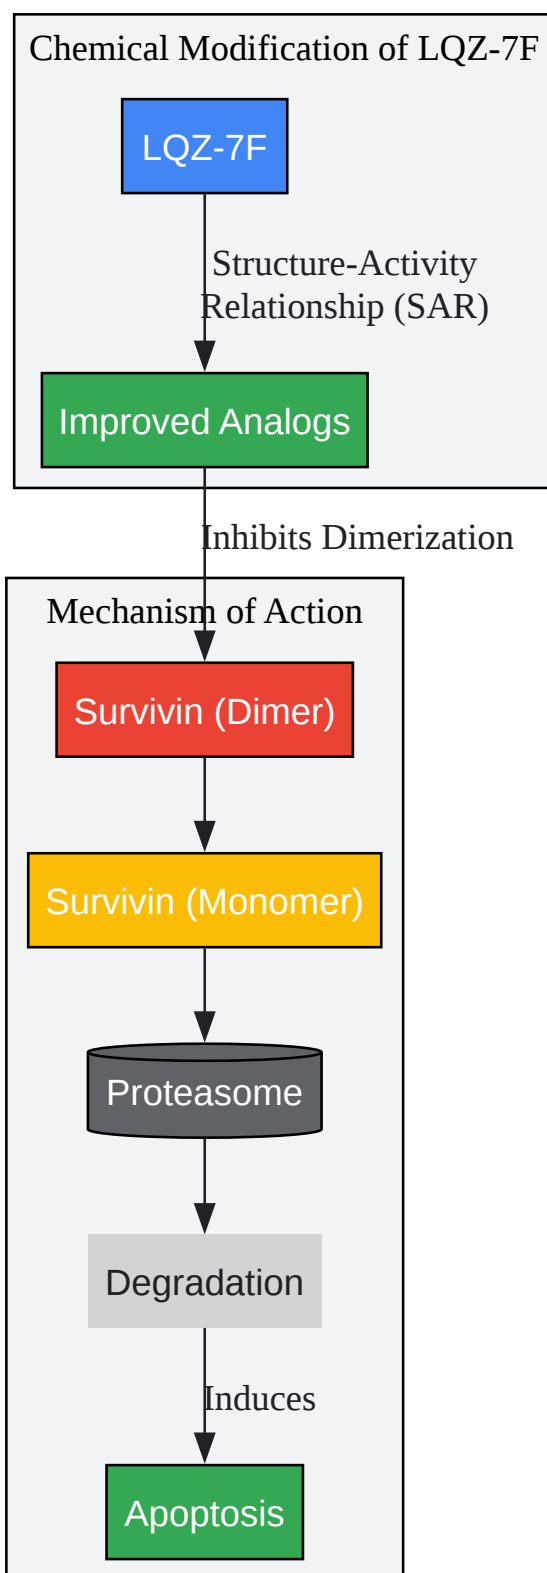 Chemical Modification of LQZ-7F
LQZ-7F
Structure-Activity
Relationship (SAR)
Improved Analogs
Inhibits Dimerization
Mechanism of Action
Survivin (Dimer)
Survivin (Monomer)
Proteasome
Degradation
Induces
Apoptosis